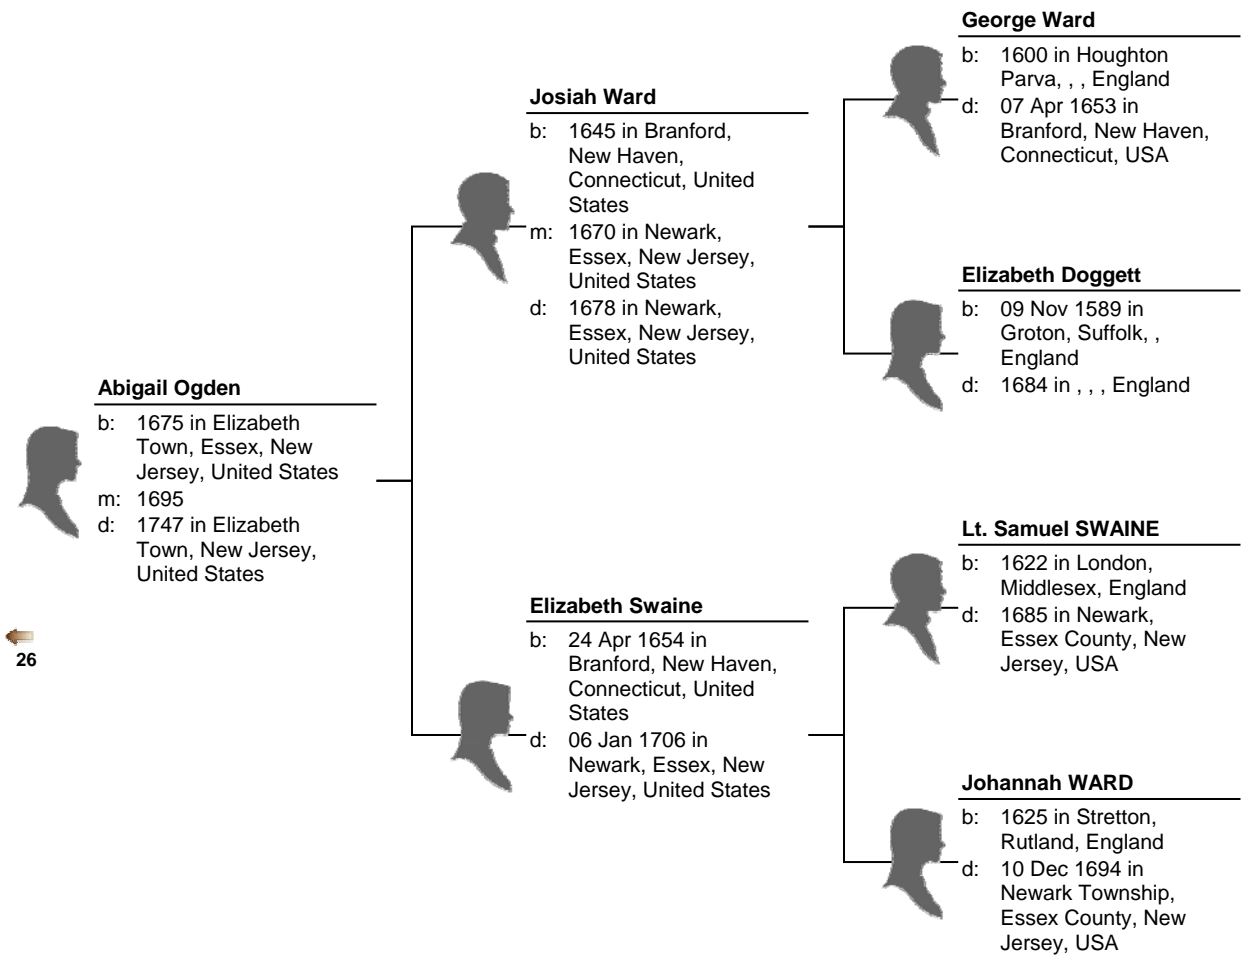 George Ward
b: 1600 in Houghton
Parva, , , England
d: 07 Apr 1653 in
Branford, New Haven,
Connecticut, USA
Josiah Ward
b: 1645 in Branford,
New Haven,
Connecticut, United
States
m: 1670 in Newark,
Essex, New Jersey,
United States
d: 1678 in Newark,
Essex, New Jersey,
United States
Elizabeth Doggett
b: 09 Nov 1589 in
Groton, Suffolk, ,
England
d: 1684 in , , , England
Abigail Ogden
b: 1675 in Elizabeth
Town, Essex, New
Jersey, United States
m: 1695
d: 1747 in Elizabeth
Town, New Jersey,
United States
Lt. Samuel SWAINE
b: 1622 in London,
Middlesex, England
d: 1685 in Newark,
Essex County, New
Jersey, USA
Elizabeth Swaine
b: 24 Apr 1654 in
Branford, New Haven,
Connecticut, United
States
d: 06 Jan 1706 in
Newark, Essex, New
Jersey, United States
26
Johannah WARD
b: 1625 in Stretton,
Rutland, England
d: 10 Dec 1694 in
Newark Township,
Essex County, New
Jersey, USA